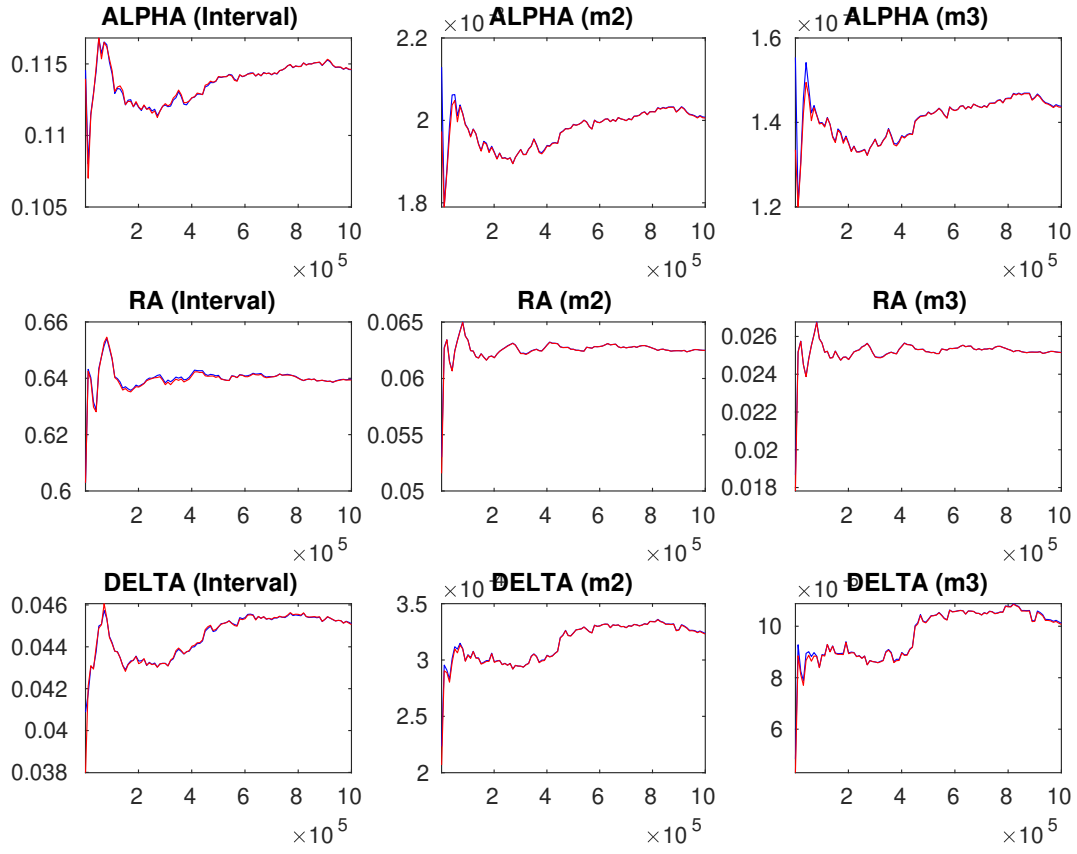 ALPHA (Interval)
0.115
0.11
0.105
2 4 6 8 10
×10 5
ALPHA (m2)
2.2
2
1.8
2 4 6 8 10
×10 5
ALPHA (m3)
1.6
1.4
1.2
2 4 6 8 10
×10 5
RA (Interval)
0.66
0.64
0.62
0.6
2 4 6 8 10
×10 5
RA (m2)
0.065
0.06
0.055
0.05
2 4 6 8 10
×10 5
RA (m3)
0.026
0.024
0.022
0.02
0.018
2 4 6 8 10
×10 5
DELTA (Interval)
0.046
0.044
0.042
0.04
0.038
2 4 6 8 10
×10 5
×10 -4
DELTA (m2)
3.5
3
2.5
2
2 4 6 8 10
×10 5
DELTA (m3)
10
8
6
2 4 6 8 10
×10 5